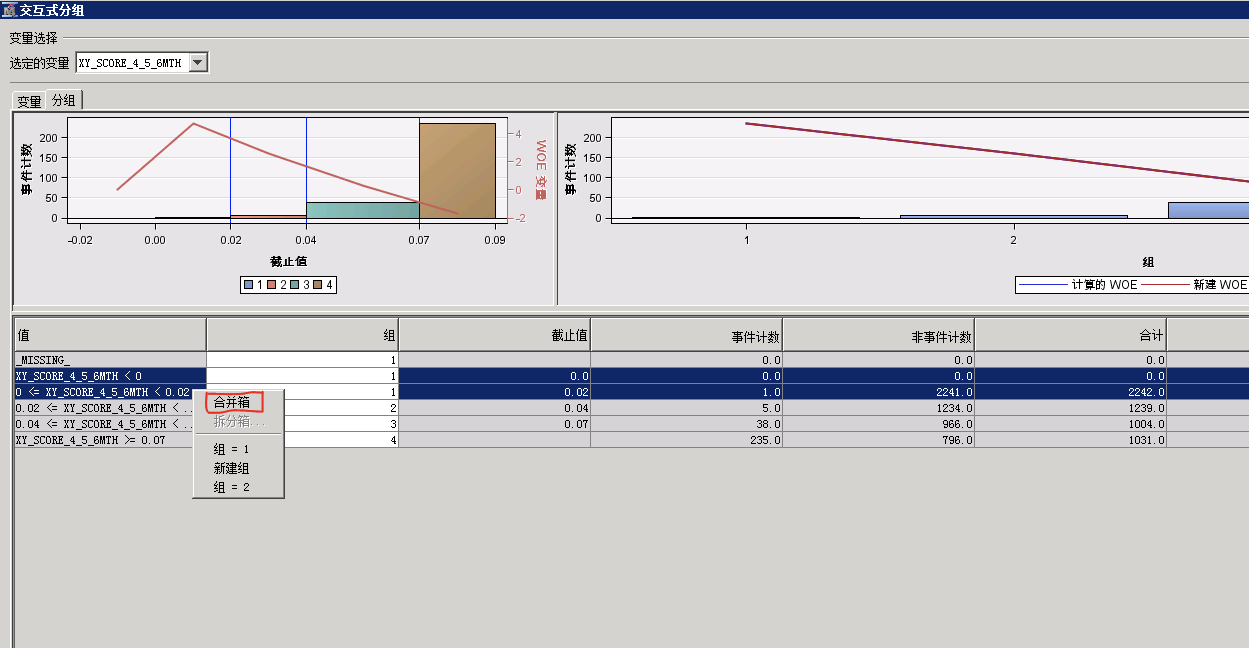 交互式分组
变量选择
选定的变量 XY_SCORE_4_5_6MTH
变量 分组
事件计数
200
150
100
50
0
4
2
0
-2
WOE 变量
-0.02 0.00 0.02 0.04 0.07 0.09
截止值
1 2 3 4
事件计数
200
150
100
50
0
1 2
组
计算的 WOE 新建 WOE
值 组 截止值 事件计数 非事件计数 合计
_MISSING_ 1 0.0 0.0 0.0
XY_SCORE_4_5_6MTH < 0 1 0.0 0.0 0.0 0.0
0 <= XY_SCORE_4_5_6MTH < 0.02 1 0.02 1.0 2241.0 2242.0
0.02 <= XY_SCORE_4_5_6MTH < .. 2 0.04 5.0 1234.0 1239.0
0.04 <= XY_SCORE_4_5_6MTH < .. 3 0.07 38.0 966.0 1004.0
XY_SCORE_4_5_6MTH >= 0.07 4 235.0 796.0 1031.0
合并箱
拆分箱...
组 = 1
新建组
组 = 2